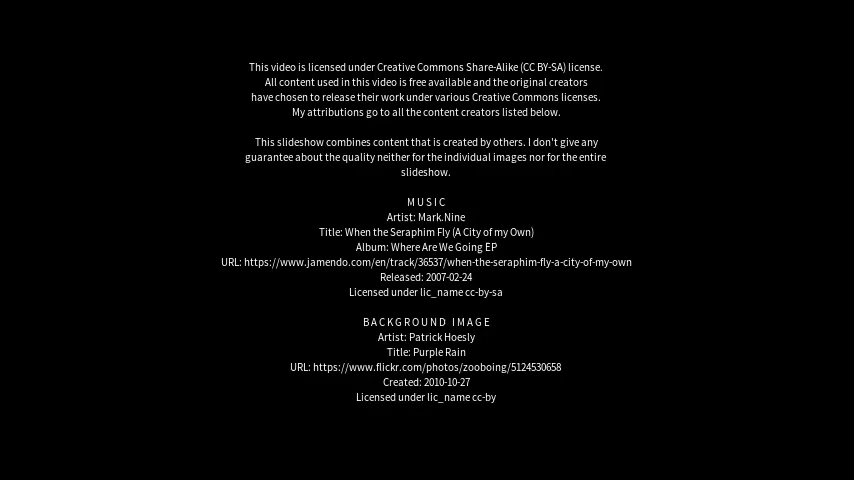 This video is licensed under Creative Commons Share-Alike (CC BY-SA) license.
All content used in this video is free available and the original creators
have chosen to release their work under various Creative Commons licenses.
My attributions go to all the content creators listed below.
This slideshow combines content that is created by others. I don't give any
guarantee about the quality neither for the individual images nor for the entire
slideshow.
MUSIC
Artist: Mark.Nine
Title: When the Seraphim Fly (A City of my Own)
Album: Where Are We Going EP
URL: https://www.jamendo.com/en/track/36537/when-the-seraphim-fly-a-city-of-my-own
Released: 2007-02-24
Licensed under lic_name cc-by-sa
BACKGROUND IMAGE
Artist: Patrick Hoesly
Title: Purple Rain
URL: https://www.flickr.com/photos/zooboing/5124530658
Created: 2010-10-27
Licensed under lic_name cc-by